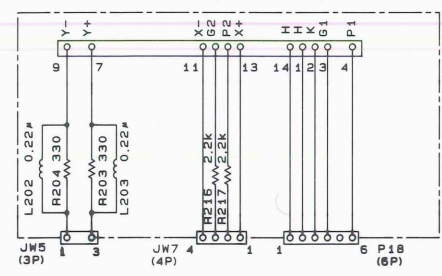 Y- Y+ X- G2 P2 X+ H H K G1 P1
9 7 11 13 14 1 2 3 4
L202 0.22μ
R204 330
R203 330
L203 0.22μ
R216 2.2k
R217 2.2k
JW5 1 3 JW7 4 1 1 6 P18
(3P) (4P) (6P)